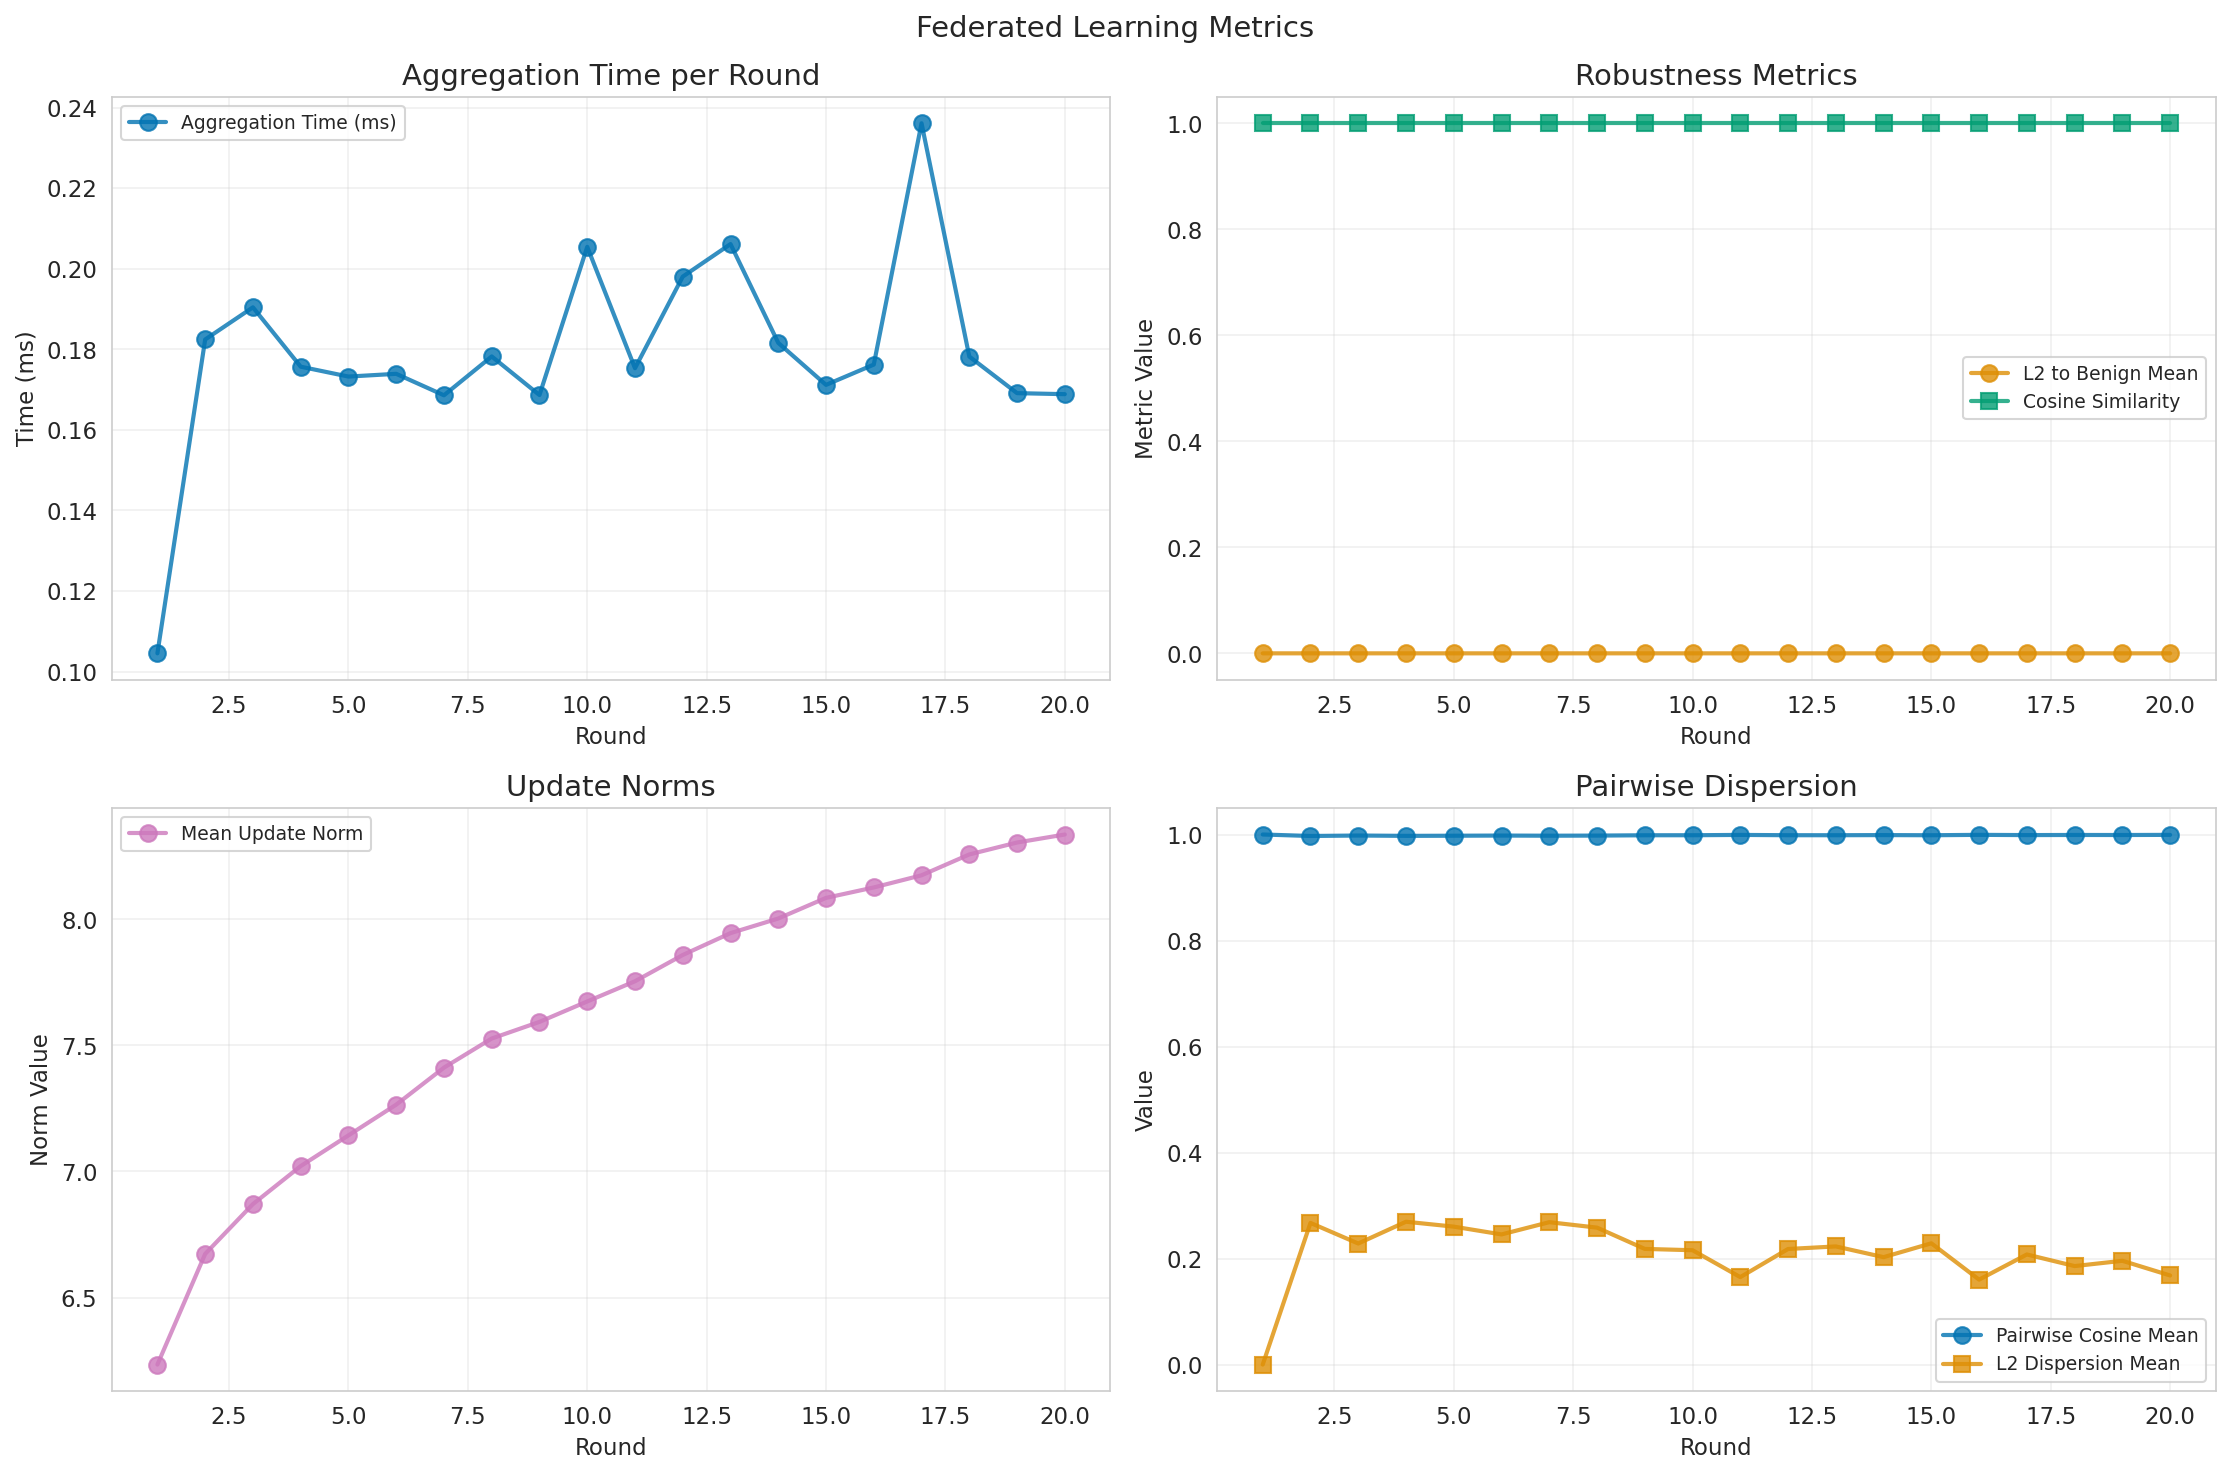 Federated Learning Metrics
Aggregation Time per Round
Aggregation Time (ms)
0.24
0.22
0.20
0.18
0.16
0.14
0.12
0.10
Time (ms)
2.5 5.0 7.5 10.0 12.5 15.0 17.5 20.0
Round
Robustness Metrics
1.0
0.8
0.6
0.4
0.2
0.0
Metric Value
L2 to Benign Mean
Cosine Similarity
2.5 5.0 7.5 10.0 12.5 15.0 17.5 20.0
Round
Update Norms
Mean Update Norm
8.0
7.5
7.0
6.5
Norm Value
2.5 5.0 7.5 10.0 12.5 15.0 17.5 20.0
Round
Pairwise Dispersion
1.0
0.8
0.6
0.4
0.2
0.0
Value
Pairwise Cosine Mean
L2 Dispersion Mean
2.5 5.0 7.5 10.0 12.5 15.0 17.5 20.0
Round